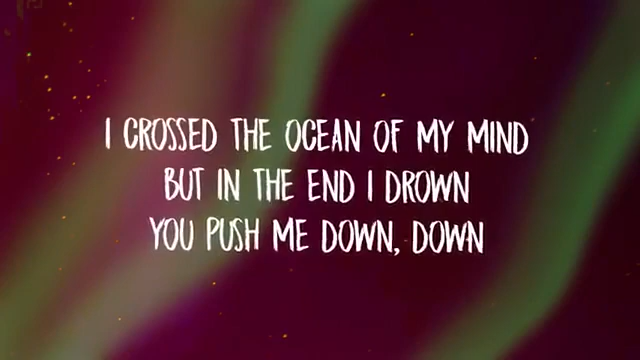 I CROSSED THE OCEAN OF MY MIND
BUT IN THE END I DROWN
YOU PUSH ME DOWN, DOWN